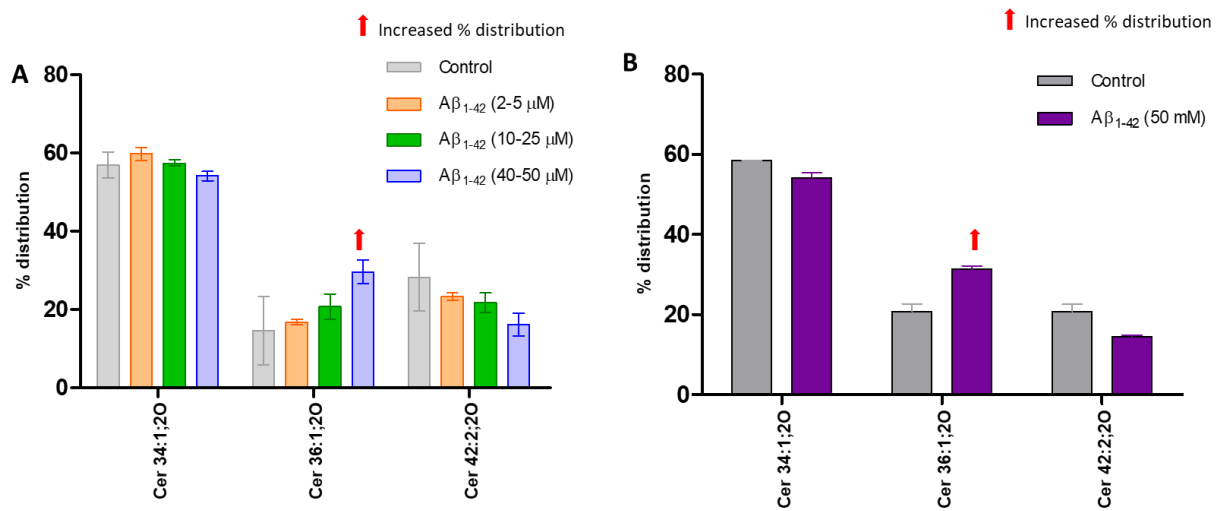 Increased % distribution
A
Control
Aβ1-42 (2-5 μM)
Aβ1-42 (10-25 μM)
Aβ1-42 (40-50 μM)
% distribution
80
60
40
20
0
Cer 34:1;2O
Cer 36:1;2O
Cer 42:2;2O
Increased % distribution
B
Control
Aβ1-42 (50 mM)
% distribution
80
60
40
20
0
Cer 34:1;2O
Cer 36:1;2O
Cer 42:2;2O